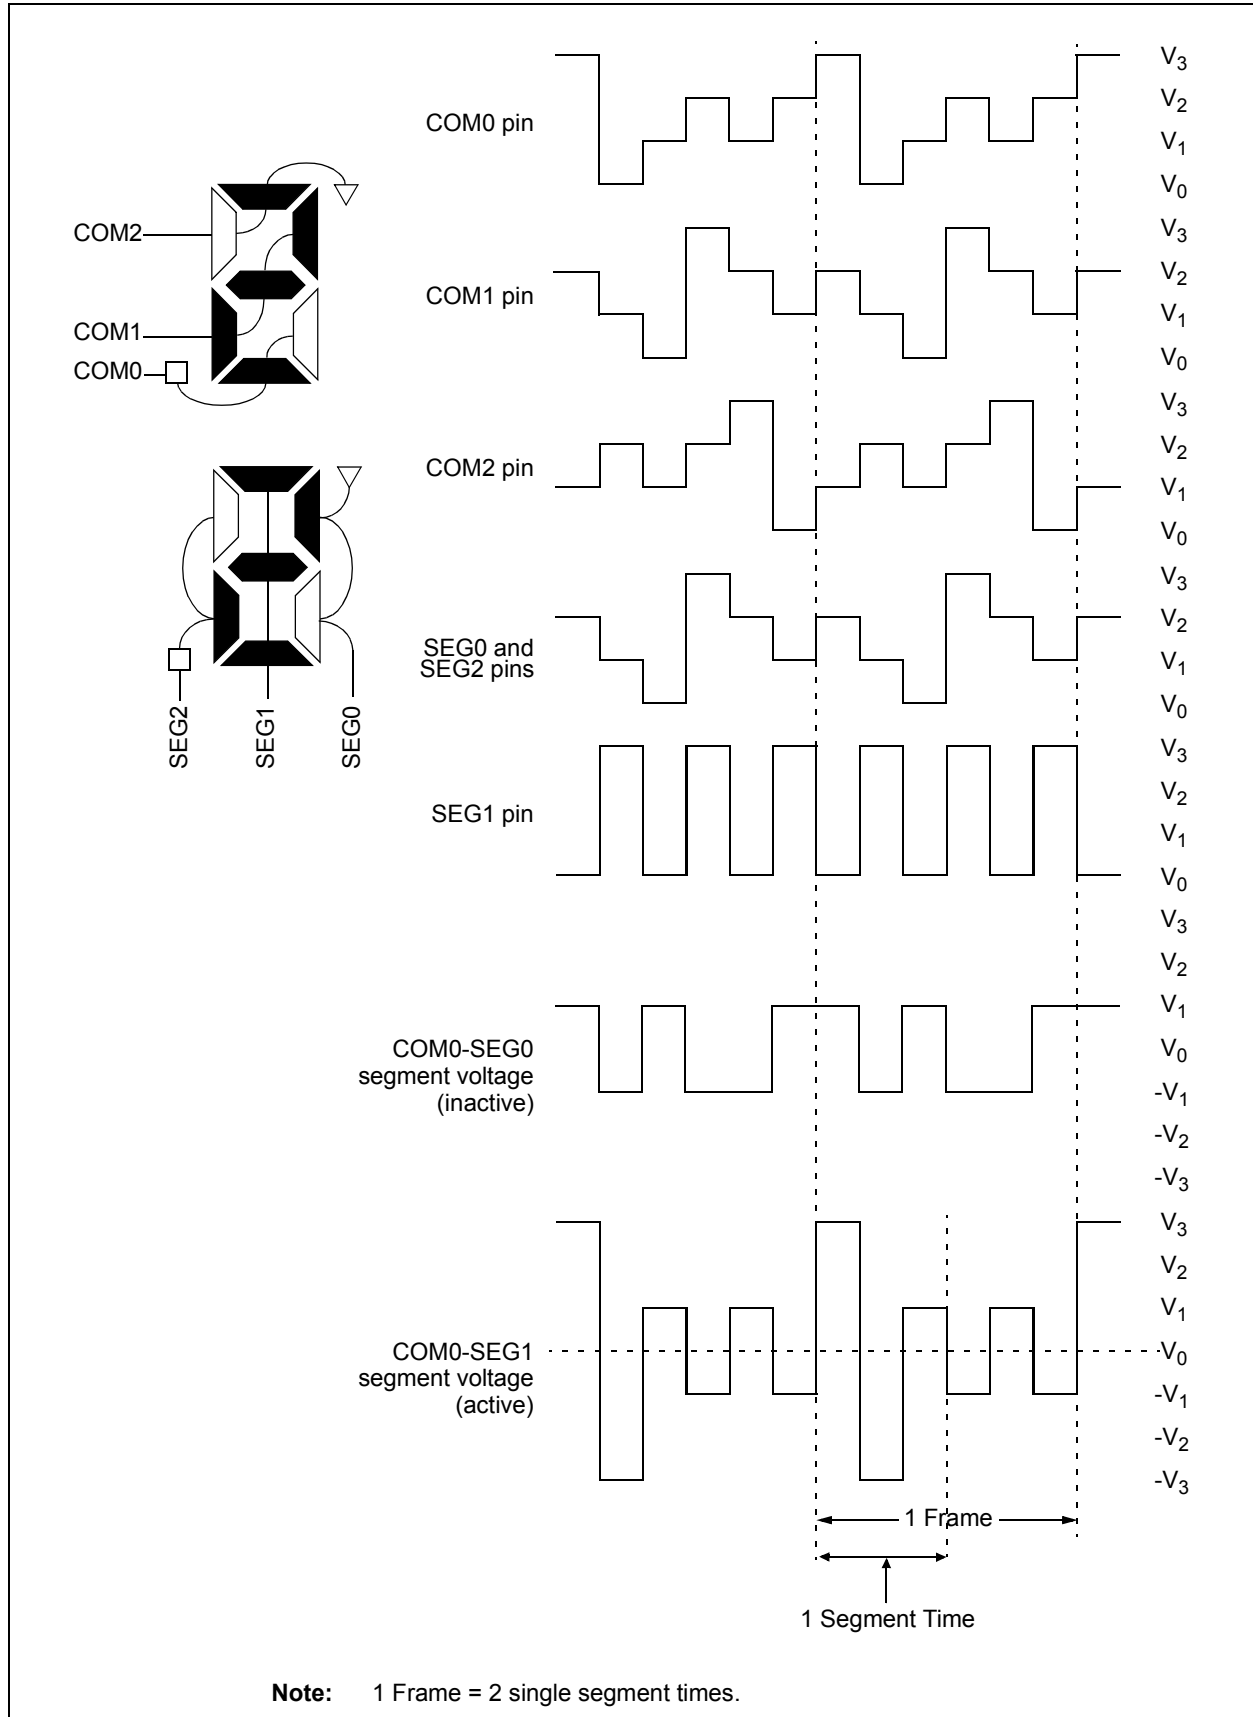 COM0 pin
V3
V2
V1
V0
COM2
COM1
COM0
COM1 pin
V3
V2
V1
V0
COM2 pin
V3
V2
V1
V0
SEG2
SEG1
SEG0
SEG0 and
SEG2 pins
V3
V2
V1
V0
SEG1 pin
V3
V2
V1
V0
COM0-SEG0
segment voltage
(inactive)
V3
V2
V1
V0
-V1
-V2
-V3
COM0-SEG1
segment voltage
(active)
V3
V2
V1
V0
-V1
-V2
-V3
1 Frame
1 Segment Time
Note: 1 Frame = 2 single segment times.